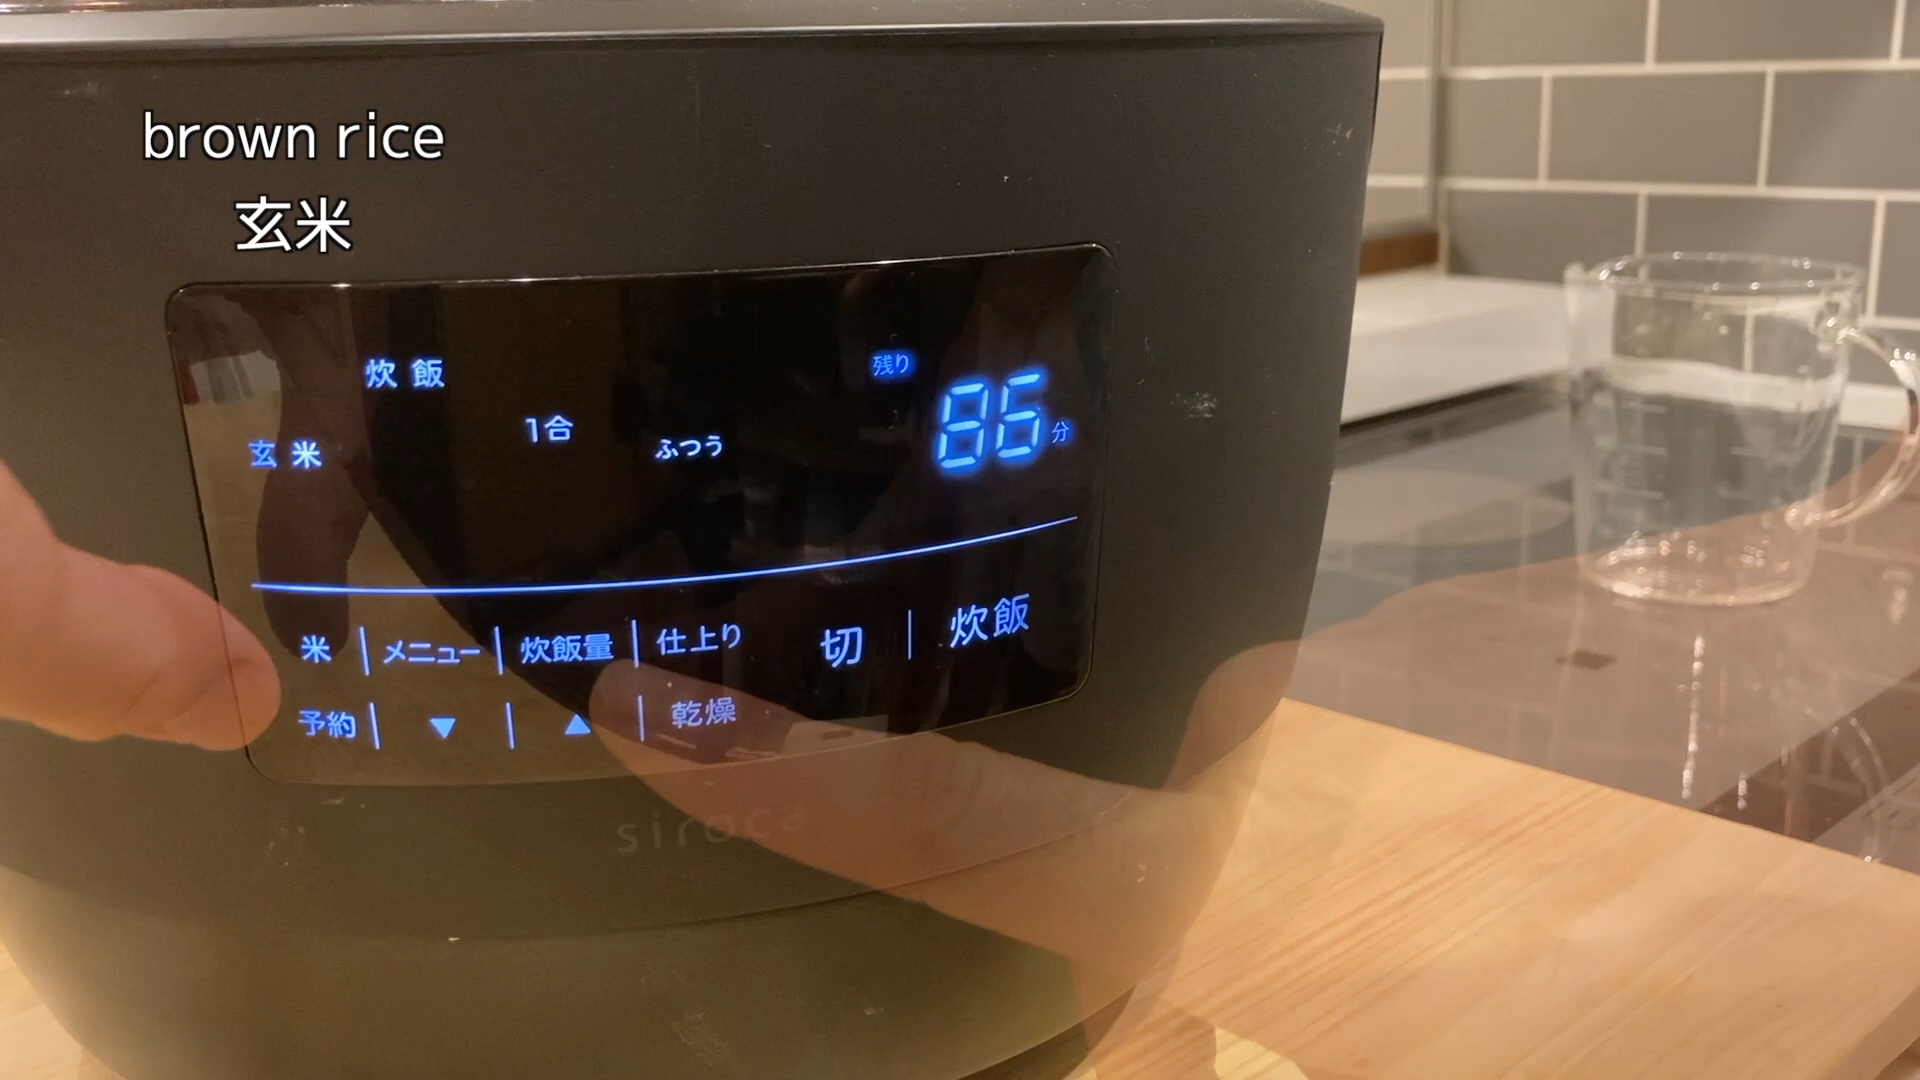 brown rice
玄米
炊飯
残り
86分
玄米
1合
ふつう
米 メニュー 炊飯量 仕上り 切 炊飯
予約 ▼ ▲ 乾燥
siroca